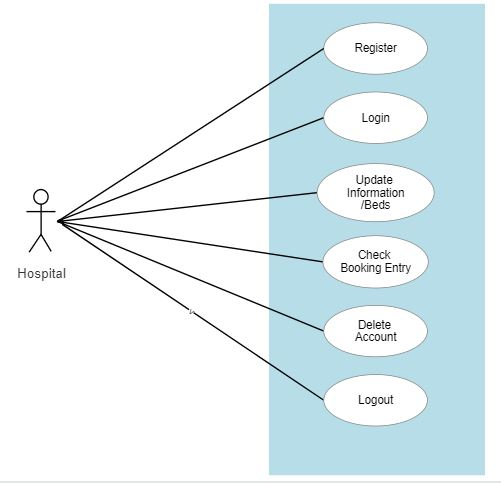 Register
Login
Update
Information
/Beds
Check
Booking Entry
Hospital
Delete
Account
Logout